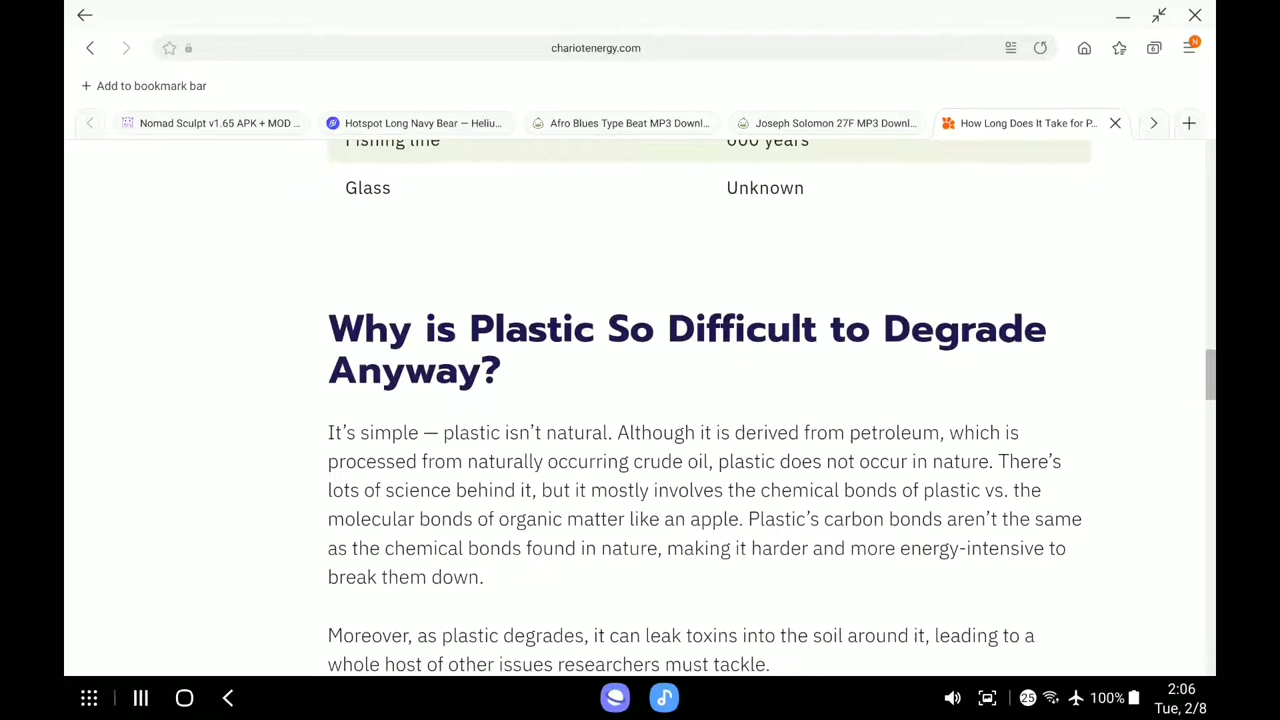 chariotenergy.com
N
+ Add to bookmark bar
Nomad Sculpt v1.65 APK + MOD ...
Hotspot Long Navy Bear — Heliu...
Afro Blues Type Beat MP3 Downl...
Joseph Solomon 27F MP3 Downl...
How Long Does It Take for P...
Fishing line 600 years
Glass Unknown
Why is Plastic So Difficult to Degrade
Anyway?
It's simple — plastic isn't natural. Although it is derived from petroleum, which is
processed from naturally occurring crude oil, plastic does not occur in nature. There's
lots of science behind it, but it mostly involves the chemical bonds of plastic vs. the
molecular bonds of organic matter like an apple. Plastic's carbon bonds aren't the same
as the chemical bonds found in nature, making it harder and more energy-intensive to
break them down.
Moreover, as plastic degrades, it can leak toxins into the soil around it, leading to a
whole host of other issues researchers must tackle.
25 100% 2:06
Tue, 2/8